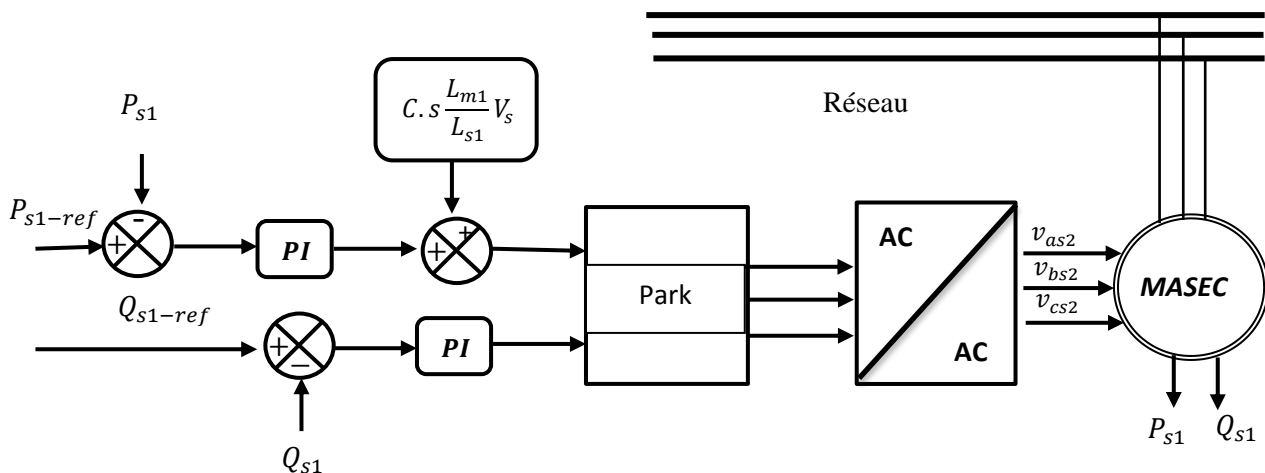 Réseau
C.s L_{m1}/L_{s1} V_s
P_{s1}
P_{s1-ref}
-
+
PI
+
+
Q_{s1-ref}
+
−
PI
Q_{s1}
Park
AC
AC
v_{as2}
v_{bs2}
v_{cs2}
MASEC
P_{s1}
Q_{s1}